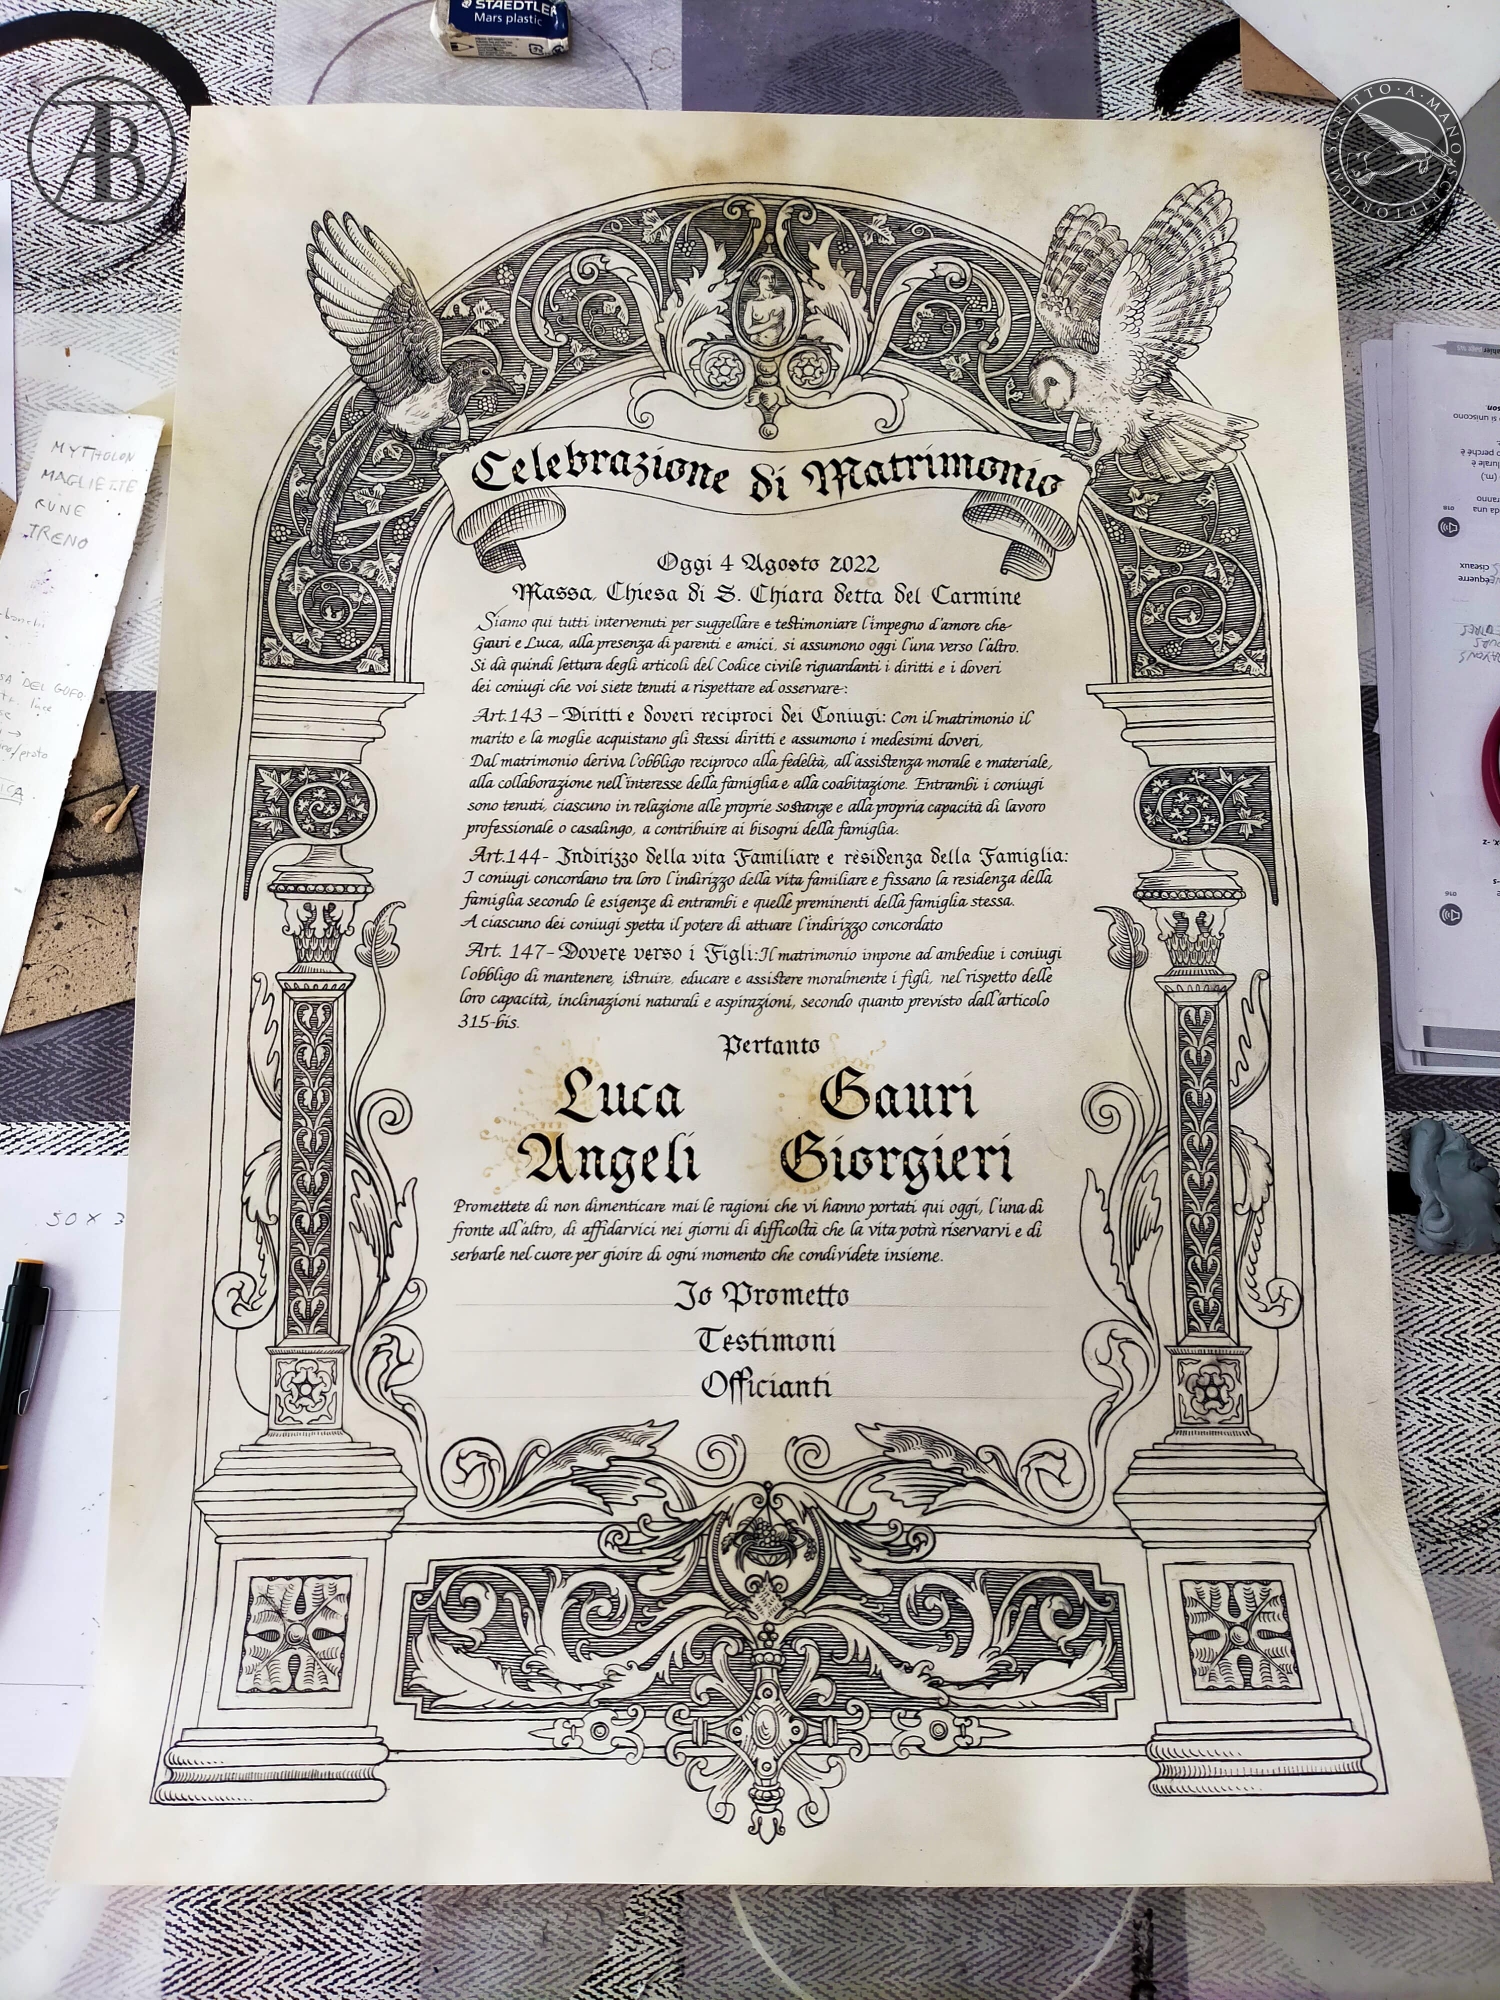 STAEDTLER
Mars plastic
AB
SCRITTO·A·MANO
SCRIPTORIUM
MYTHOLON
MAGLIETTE
RUNE
TRENO
Celebrazione di Matrimonio
Oggi 4 Agosto 2022
Massa, Chiesa di S. Chiara detta del Carmine
Siamo qui tutti intervenuti per suggellare e testimoniare l'impegno d'amore che
Gauri e Luca, alla presenza di parenti e amici, si assumono oggi l'una verso l'altro.
Si dà quindi lettura degli articoli del Codice civile riguardanti i diritti e i doveri
dei coniugi che voi siete tenuti a rispettare ed osservare:
Art.143 – Diritti e doveri reciproci dei Coniugi: Con il matrimonio il
marito e la moglie acquistano gli stessi diritti e assumono i medesimi doveri,
Dal matrimonio deriva l'obbligo reciproco alla fedeltà, all'assistenza morale e materiale,
alla collaborazione nell'interesse della famiglia e alla coabitazione. Entrambi i coniugi
sono tenuti, ciascuno in relazione alle proprie sostanze e alla propria capacità di lavoro
professionale o casalingo, a contribuire ai bisogni della famiglia.
Art.144- Indirizzo della vita Familiare e residenza della Famiglia:
I coniugi concordano tra loro l'indirizzo della vita familiare e fissano la residenza della
famiglia secondo le esigenze di entrambi e quelle preminenti della famiglia stessa.
A ciascuno dei coniugi spetta il potere di attuare l'indirizzo concordato
Art. 147-Dovere verso i Figli:Il matrimonio impone ad ambedue i coniugi
l'obbligo di mantenere, istruire, educare e assistere moralmente i figli, nel rispetto delle
loro capacità, inclinazioni naturali e aspirazioni, secondo quanto previsto dall'articolo
315-bis.
Pertanto
Luca Gauri
Angeli Giorgieri
Promettete di non dimenticare mai le ragioni che vi hanno portati qui oggi, l'una di
fronte all'altro, di affidarvici nei giorni di difficoltà che la vita potrà riservarvi e di
serbarle nel cuore per gioire di ogni momento che condividete insieme.
Io Prometto
Testimoni
Officianti
50 x 3